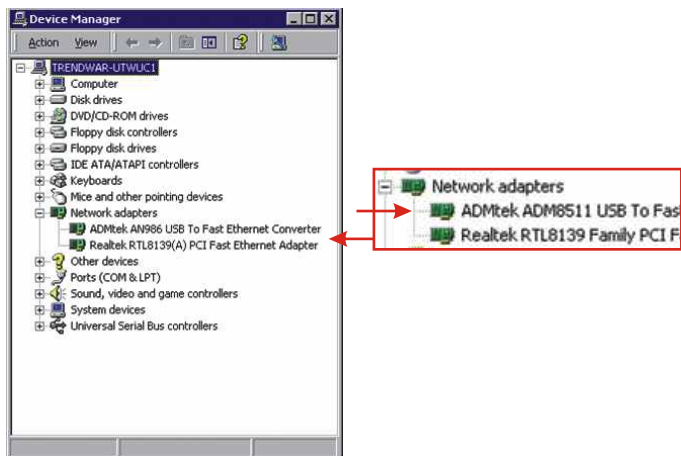 Device Manager
Action View
TRENDWAR-UTWUC1
Computer
Disk drives
DVD/CD-ROM drives
Floppy disk controllers
Floppy disk drives
IDE ATA/ATAPI controllers
Keyboards
Mice and other pointing devices
Network adapters
ADMtek AN986 USB To Fast Ethernet Converter
Realtek RTL8139(A) PCI Fast Ethernet Adapter
Other devices
Ports (COM & LPT)
Sound, video and game controllers
System devices
Universal Serial Bus controllers
Network adapters
ADMtek ADM8511 USB To Fas
Realtek RTL8139 Family PCI F